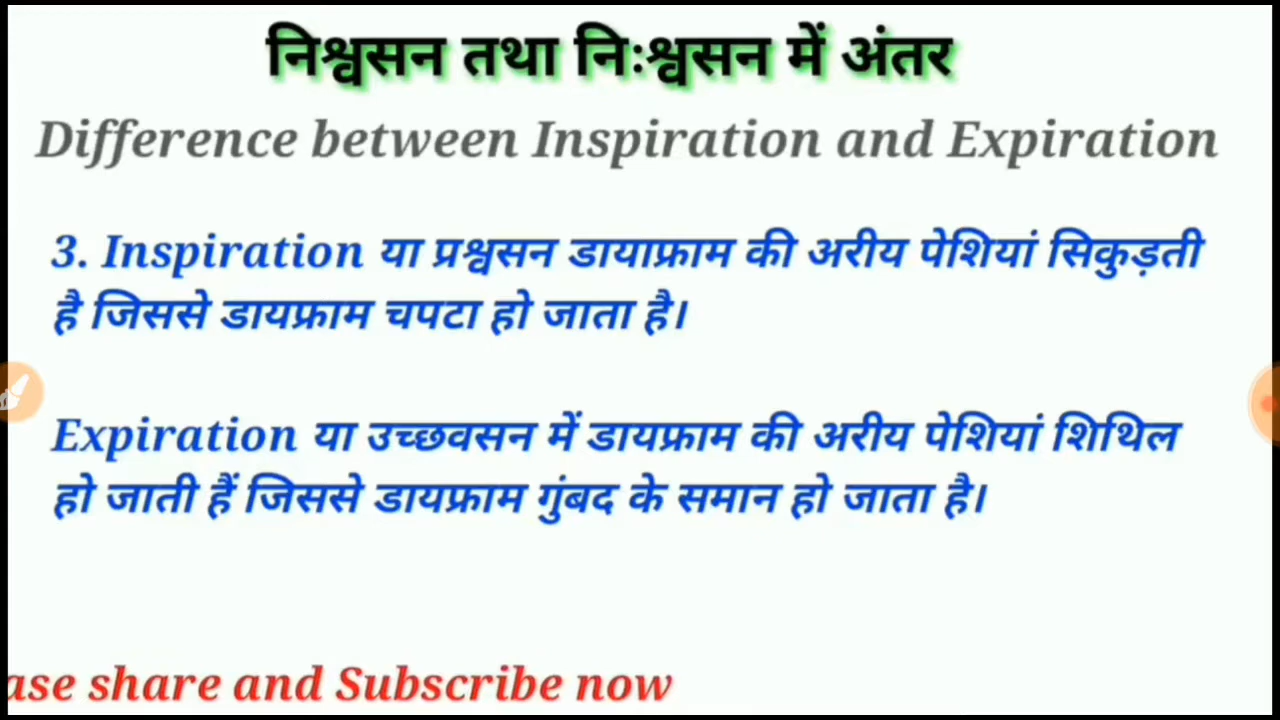 निश्वसन तथा निःश्वसन में अंतर
Difference between Inspiration and Expiration
3. Inspiration या प्रश्वसन डायाफ्राम की अरीय पेशियां सिकुड़ती
है जिससे डायफ्राम चपटा हो जाता है।
Expiration या उच्छवसन में डायफ्राम की अरीय पेशियां शिथिल
हो जाती हैं जिससे डायफ्राम गुंबद के समान हो जाता है।
ase share and Subscribe now